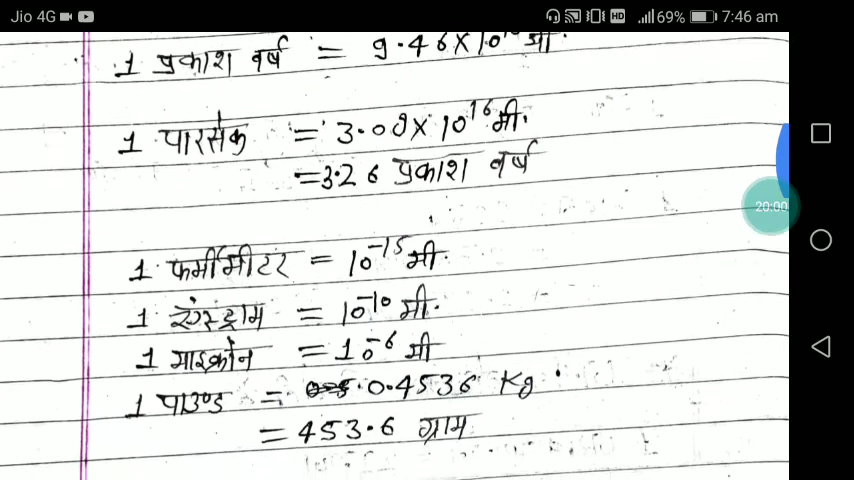 Jio 4G HD 69% 7:46 am
1 प्रकाश वर्ष = 9.46×10 मी.
1 पारसेक = 3.08×10¹⁶ मी.
= 3.26 प्रकाश वर्ष
20:00
1 फर्मीमीटर = 10⁻¹⁵ मी.
1 एंग्स्ट्राम = 10⁻¹⁰ मी.
1 माइक्रोन = 10⁻⁶ मी
1 पाउण्ड = 0.4536 Kg
= 453.6 ग्राम